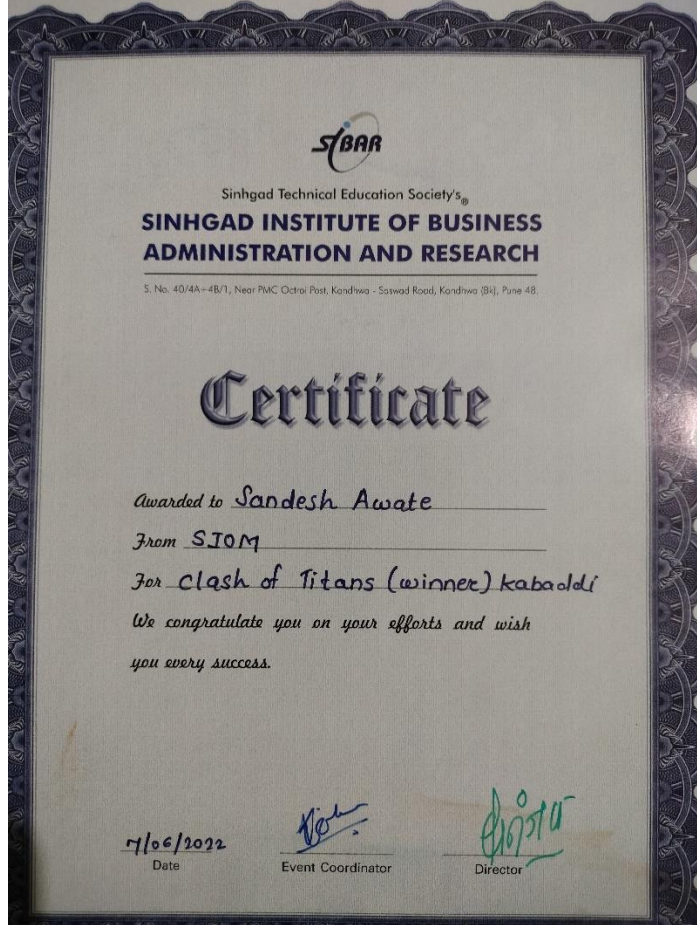 SIBAR
Sinhgad Technical Education Society's®
SINHGAD INSTITUTE OF BUSINESS
ADMINISTRATION AND RESEARCH
S. No. 40/4A+4B/1, Near PMC Octroi Post, Kondhwa - Saswad Road, Kondhwa (Bk), Pune 48.
Certificate
Awarded to Sandesh Awate
From SIOM
For clash of Titans (winner) kabaddi
We congratulate you on your efforts and wish
you every success.
7/06/2022
Date
Event Coordinator
Director